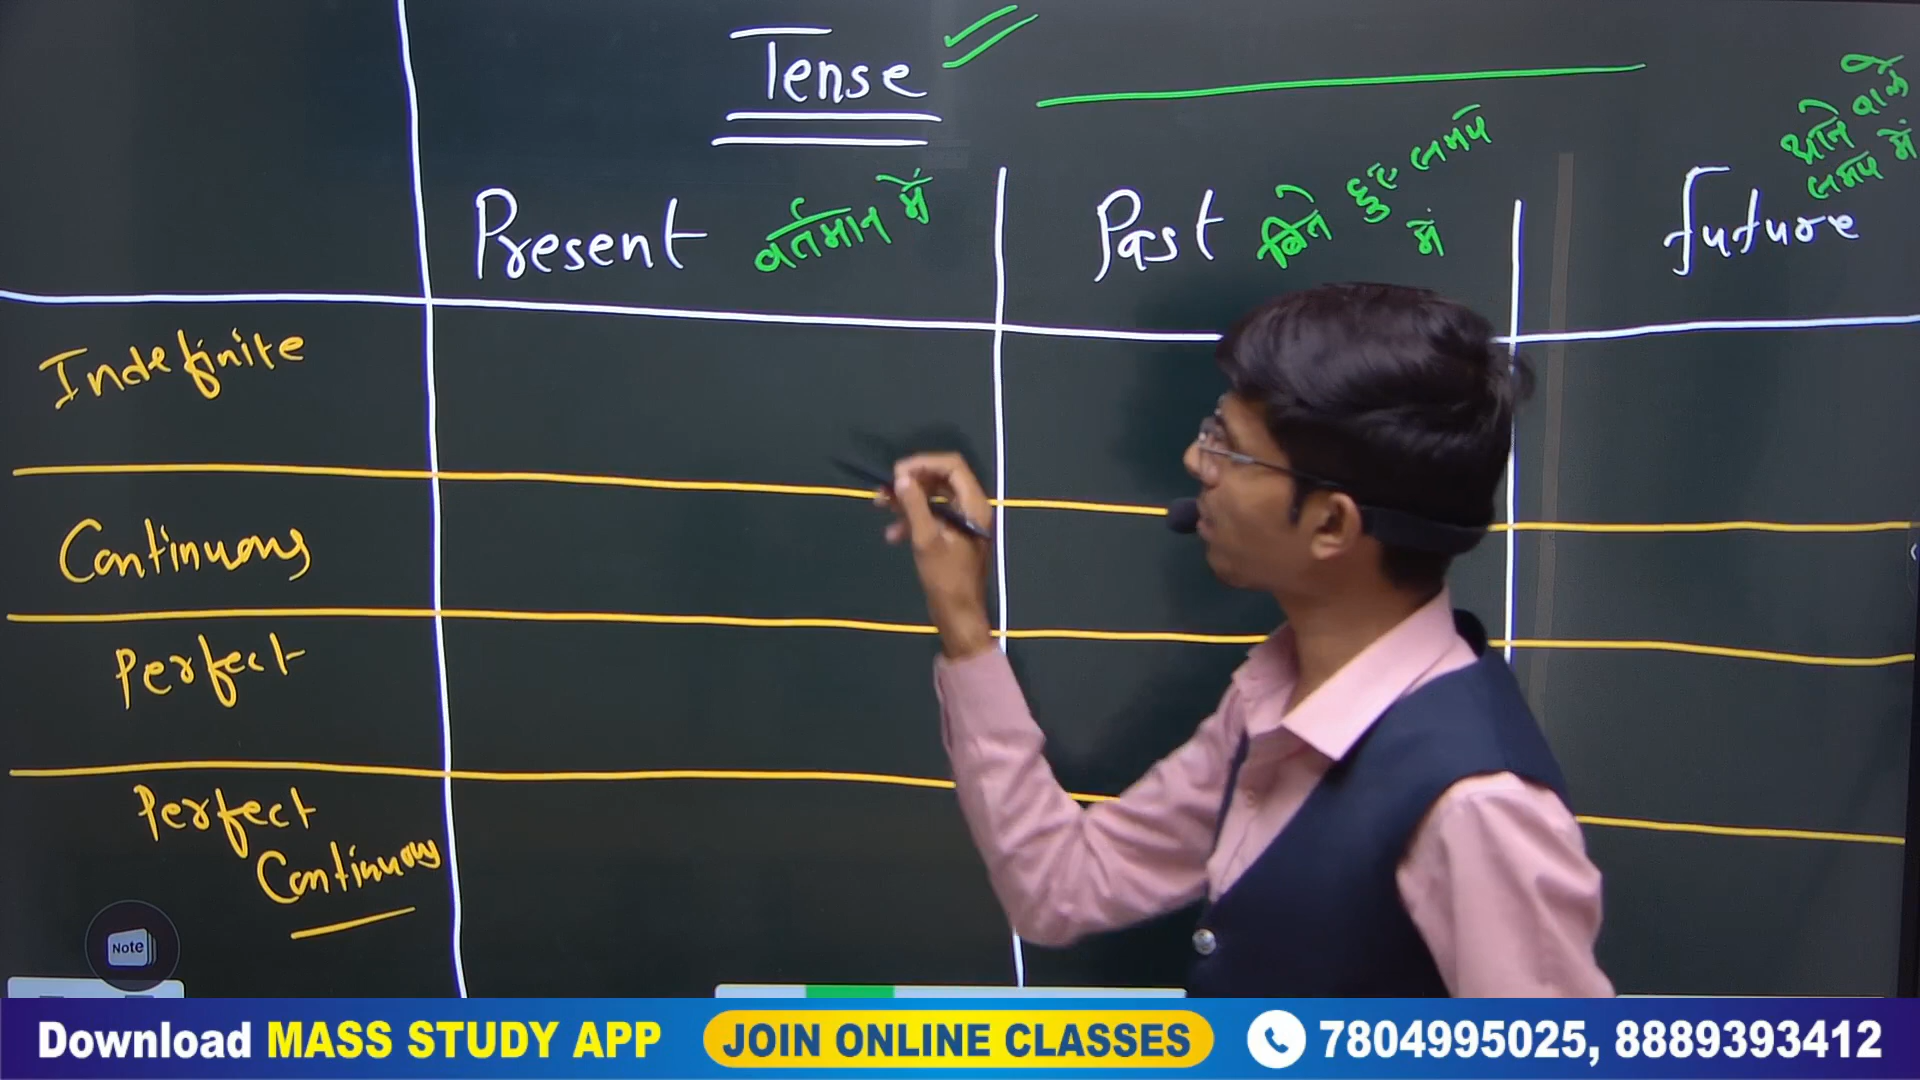 Tense
Present वर्तमान में
Past बिते हुए समय में
future आने वाले समय में
Indefinite
Continuous
Perfect
Perfect
Continuous
Note
Download MASS STUDY APP JOIN ONLINE CLASSES 7804995025, 8889393412